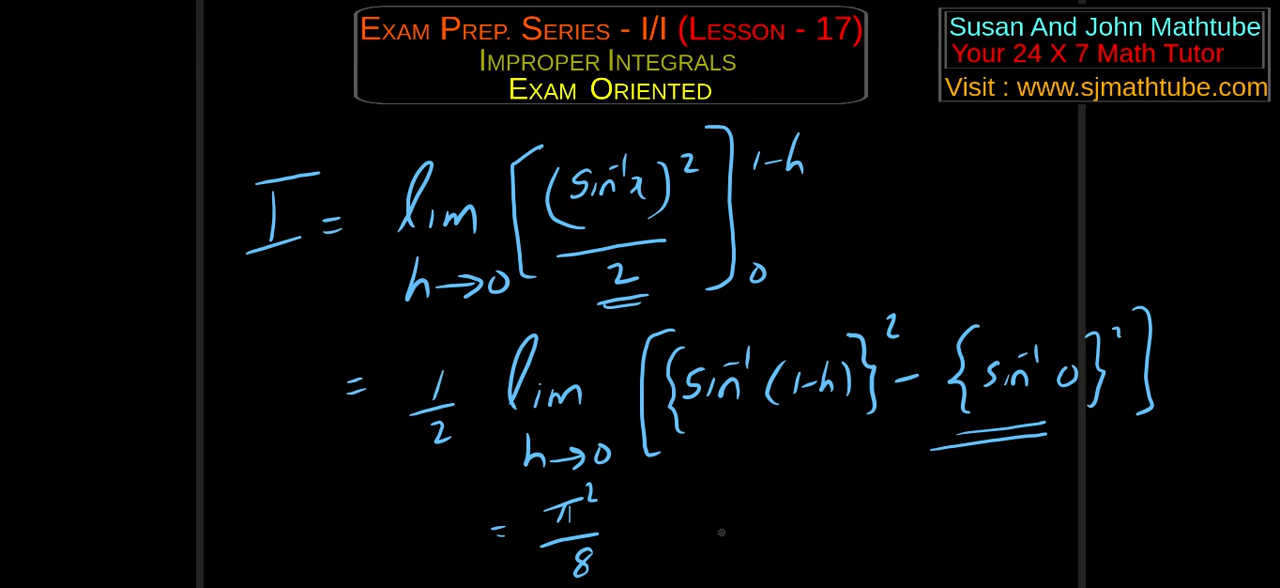 Exam Prep. Series - I/I (Lesson - 17)
Improper Integrals
Exam Oriented
Susan And John Mathtube
Your 24 X 7 Math Tutor
Visit : www.sjmathtube.com
I = lim h→0 [ (sin⁻¹x)² / 2 ]₀^(1-h)
= 1/2 lim h→0 [ {sin⁻¹(1-h)}² - {sin⁻¹ 0}² ]
= π²/8